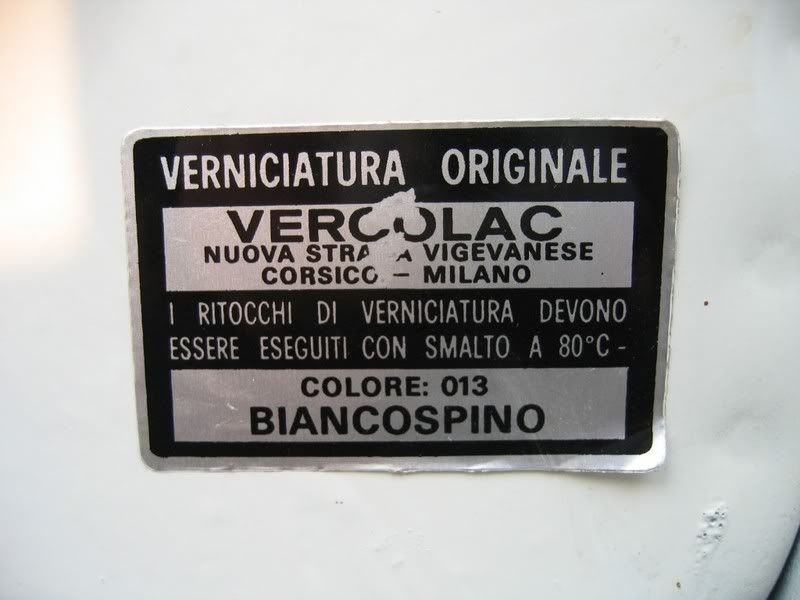 VERNICIATURA ORIGINALE
VERCOLAC
NUOVA STRADA VIGEVANESE
CORSICO - MILANO
I RITOCCHI DI VERNICIATURA DEVONO
ESSERE ESEGUITI CON SMALTO A 80°C-
COLORE: 013
BIANCOSPINO